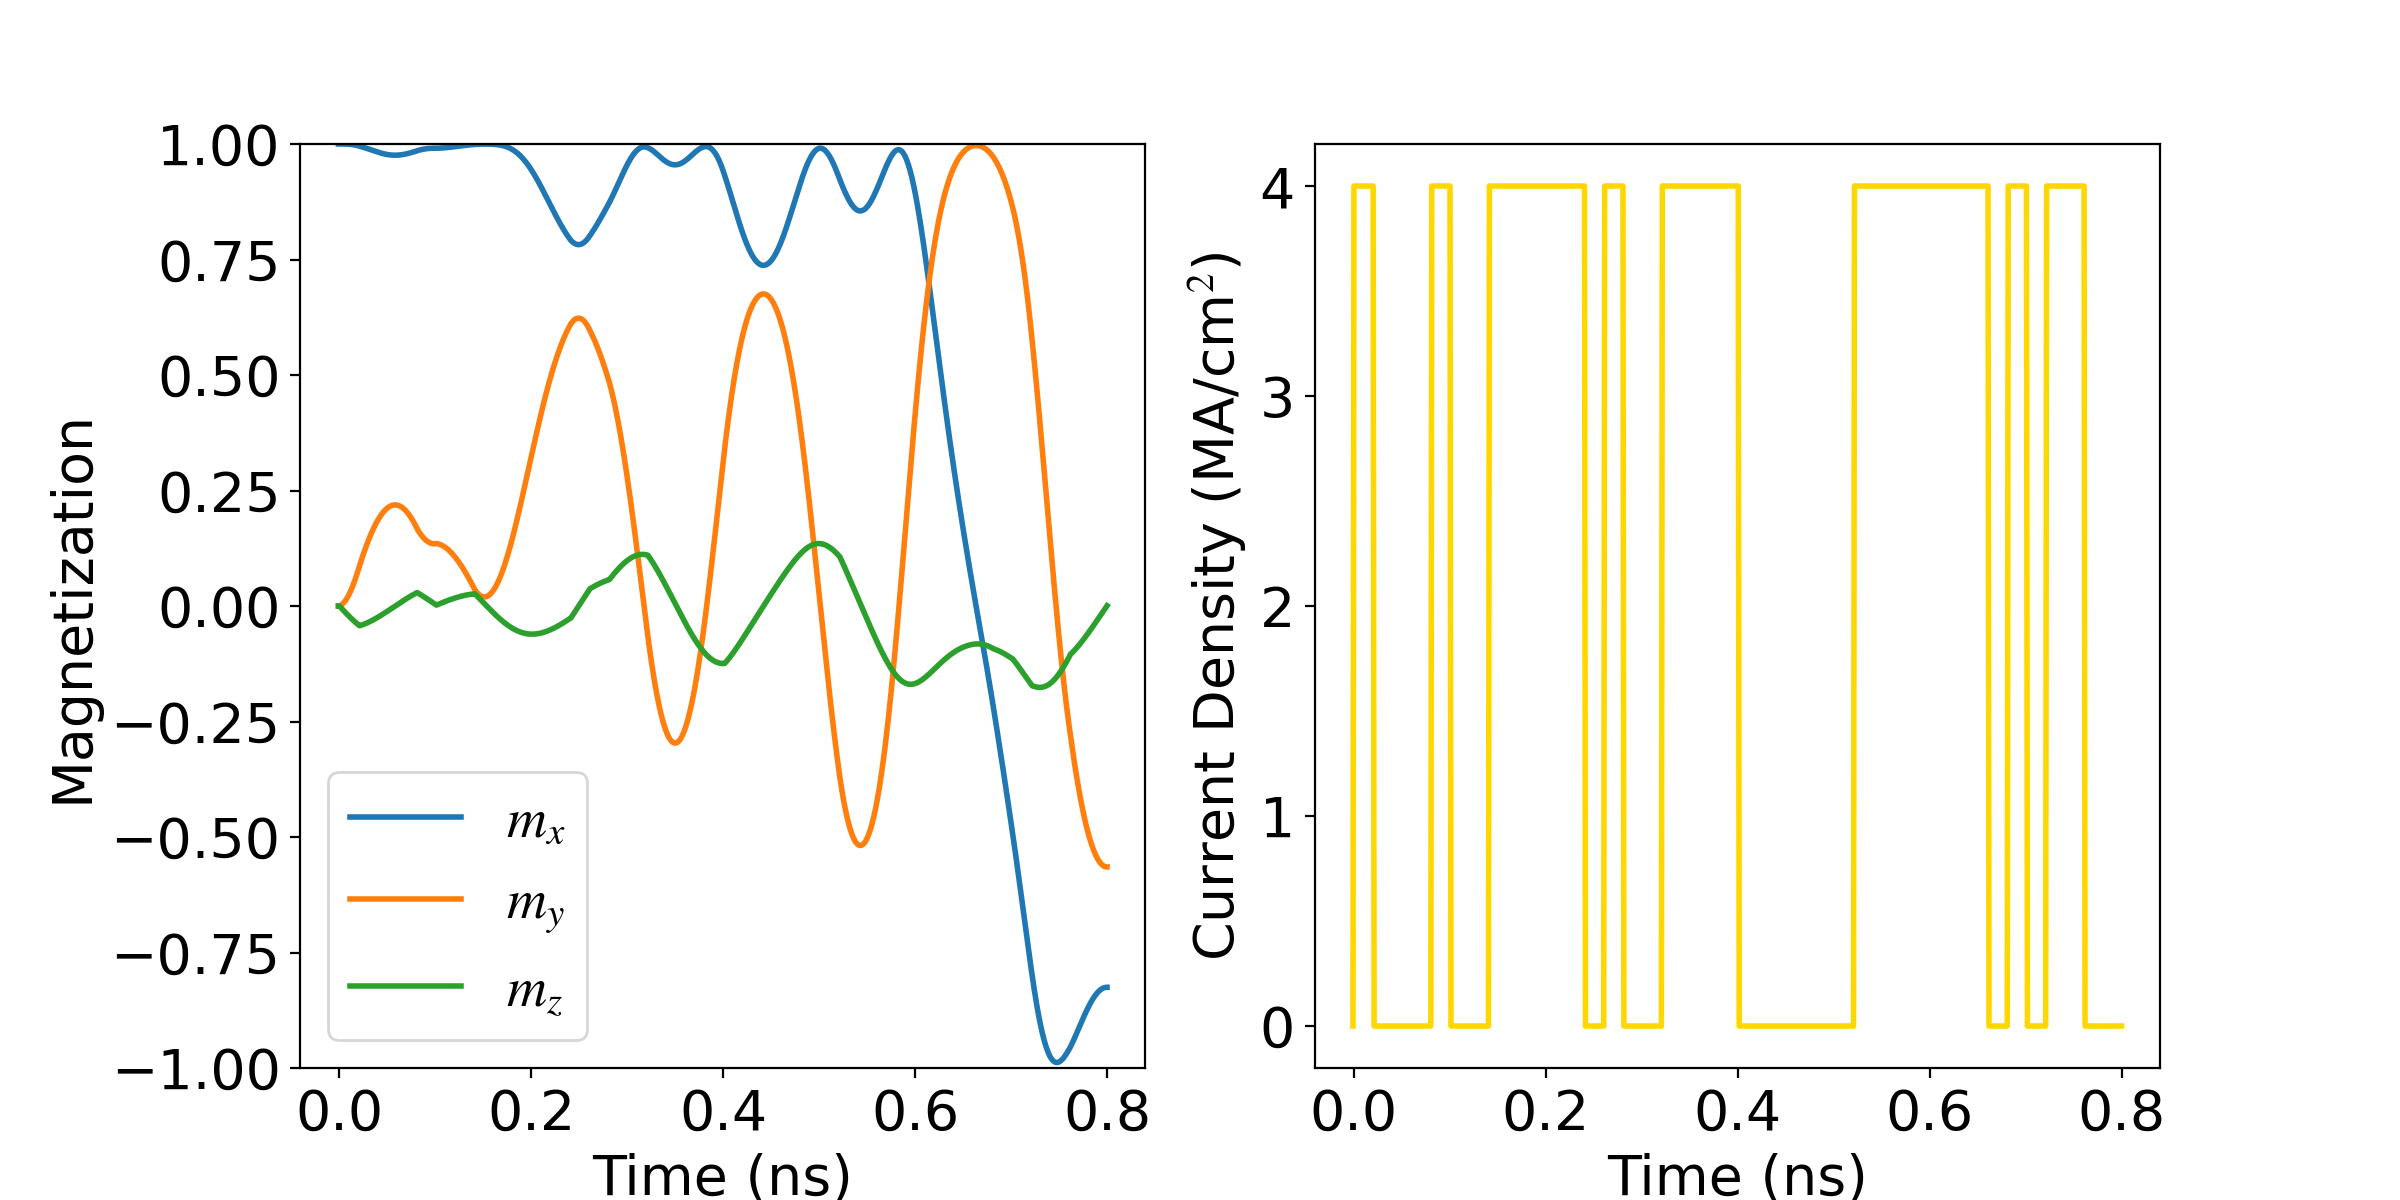 1.00
0.75
0.50
0.25
0.00
−0.25
−0.50
−0.75
−1.00
Magnetization
m_x
m_y
m_z
0.0 0.2 0.4 0.6 0.8
Time (ns)
4
3
2
1
0
Current Density (MA/cm²)
0.0 0.2 0.4 0.6 0.8
Time (ns)